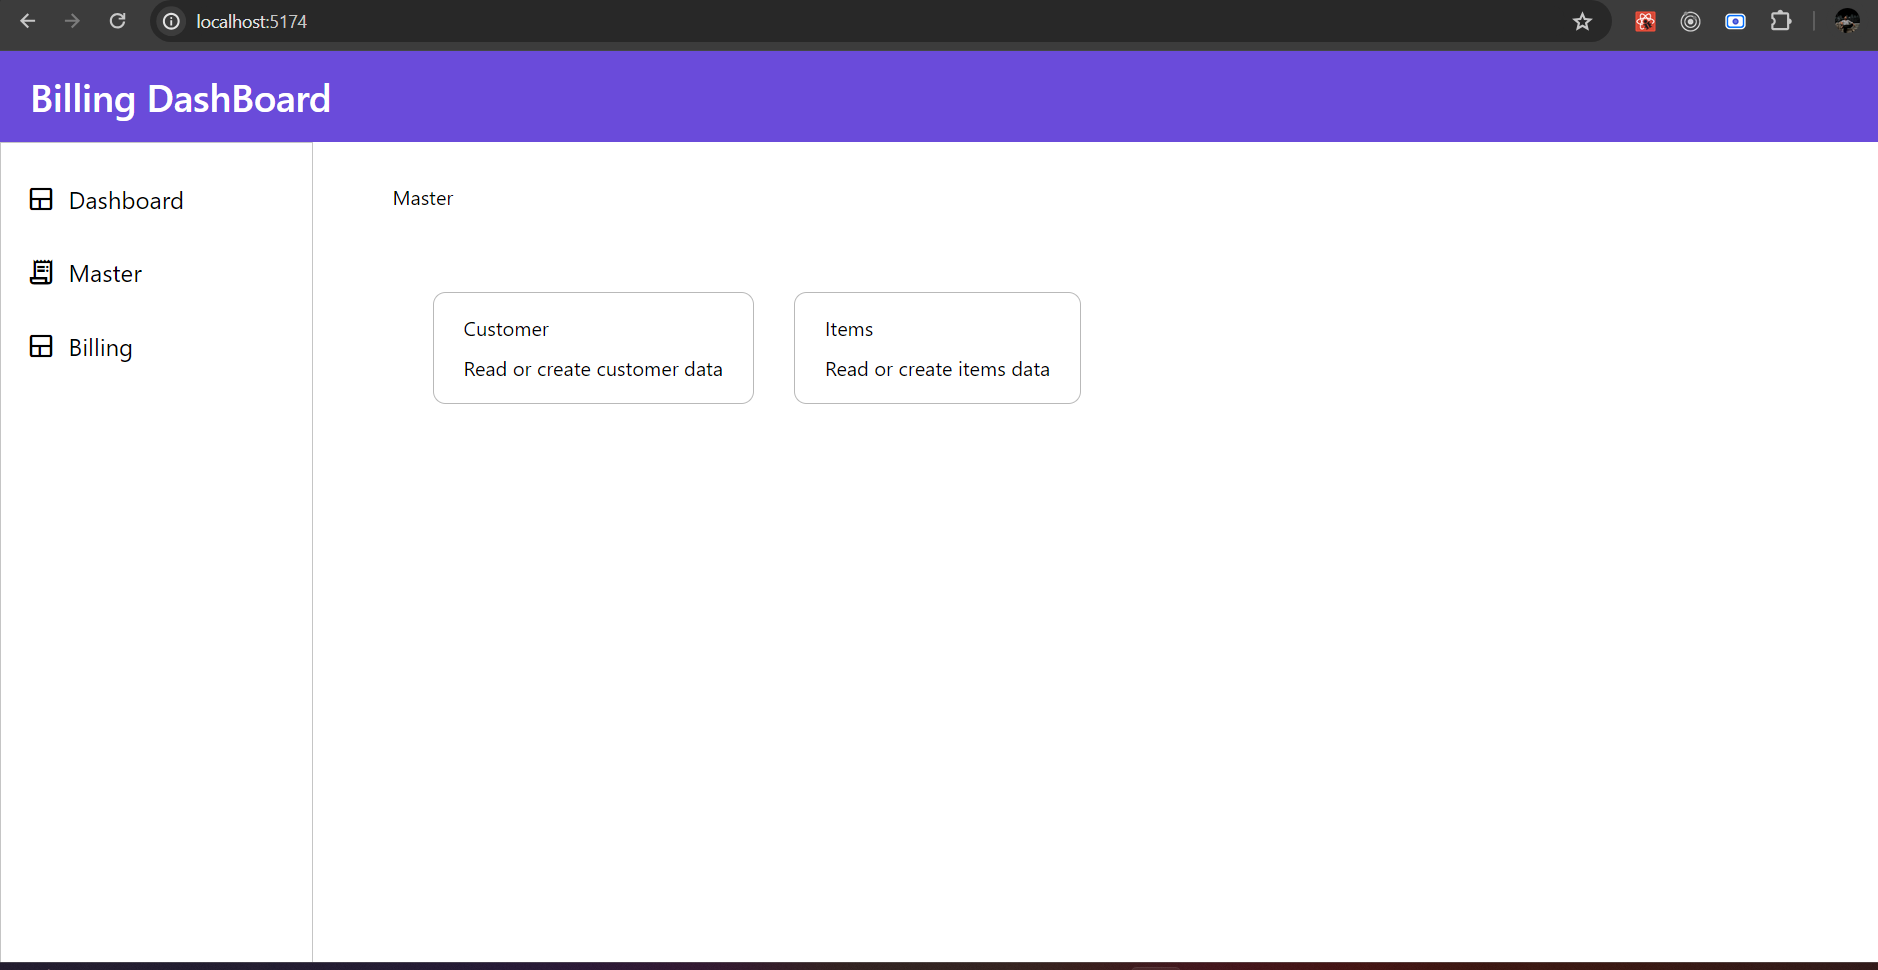 localhost:5174
Billing DashBoard
Dashboard
Master
Billing
Master
Customer
Read or create customer data
Items
Read or create items data